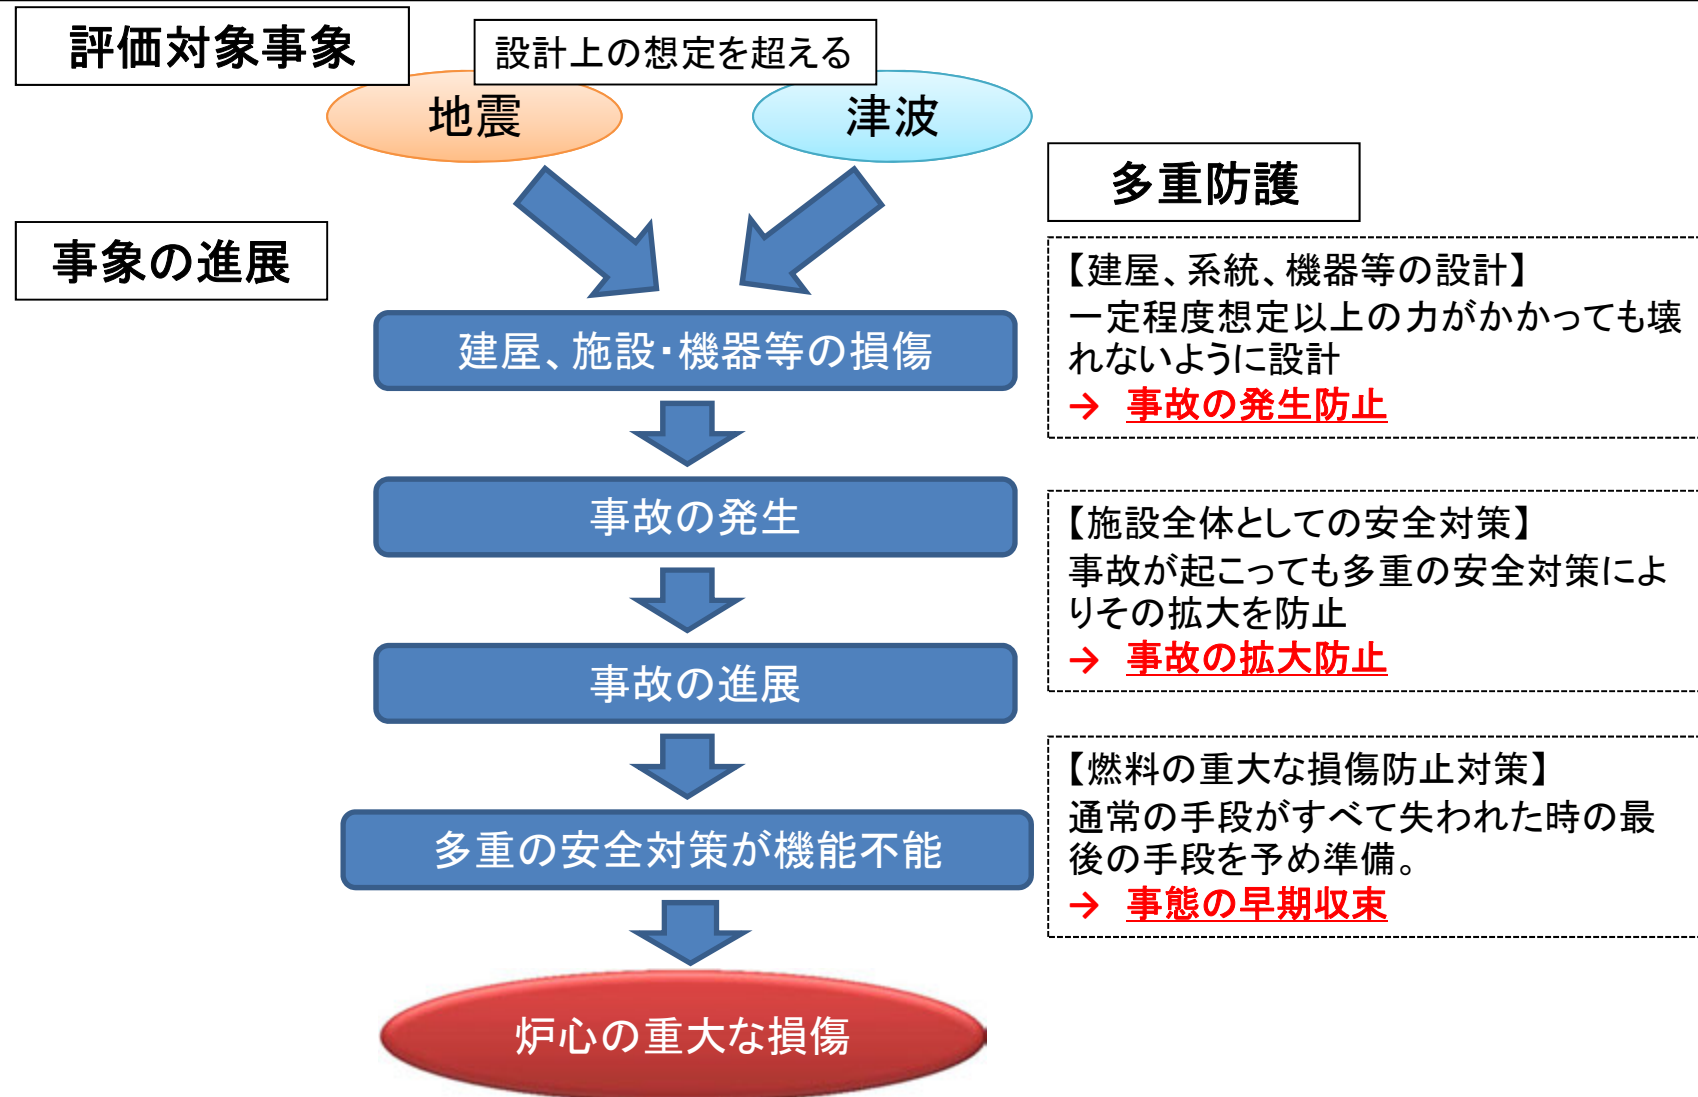 評価対象事象
設計上の想定を超える
地震
津波
多重防護
事象の進展
建屋、施設・機器等の損傷
事故の発生
事故の進展
多重の安全対策が機能不能
炉心の重大な損傷
【建屋、系統、機器等の設計】
一定程度想定以上の力がかかっても壊
れないように設計
→ 事故の発生防止
【施設全体としての安全対策】
事故が起こっても多重の安全対策によ
りその拡大を防止
→ 事故の拡大防止
【燃料の重大な損傷防止対策】
通常の手段がすべて失われた時の最
後の手段を予め準備。
→ 事態の早期収束